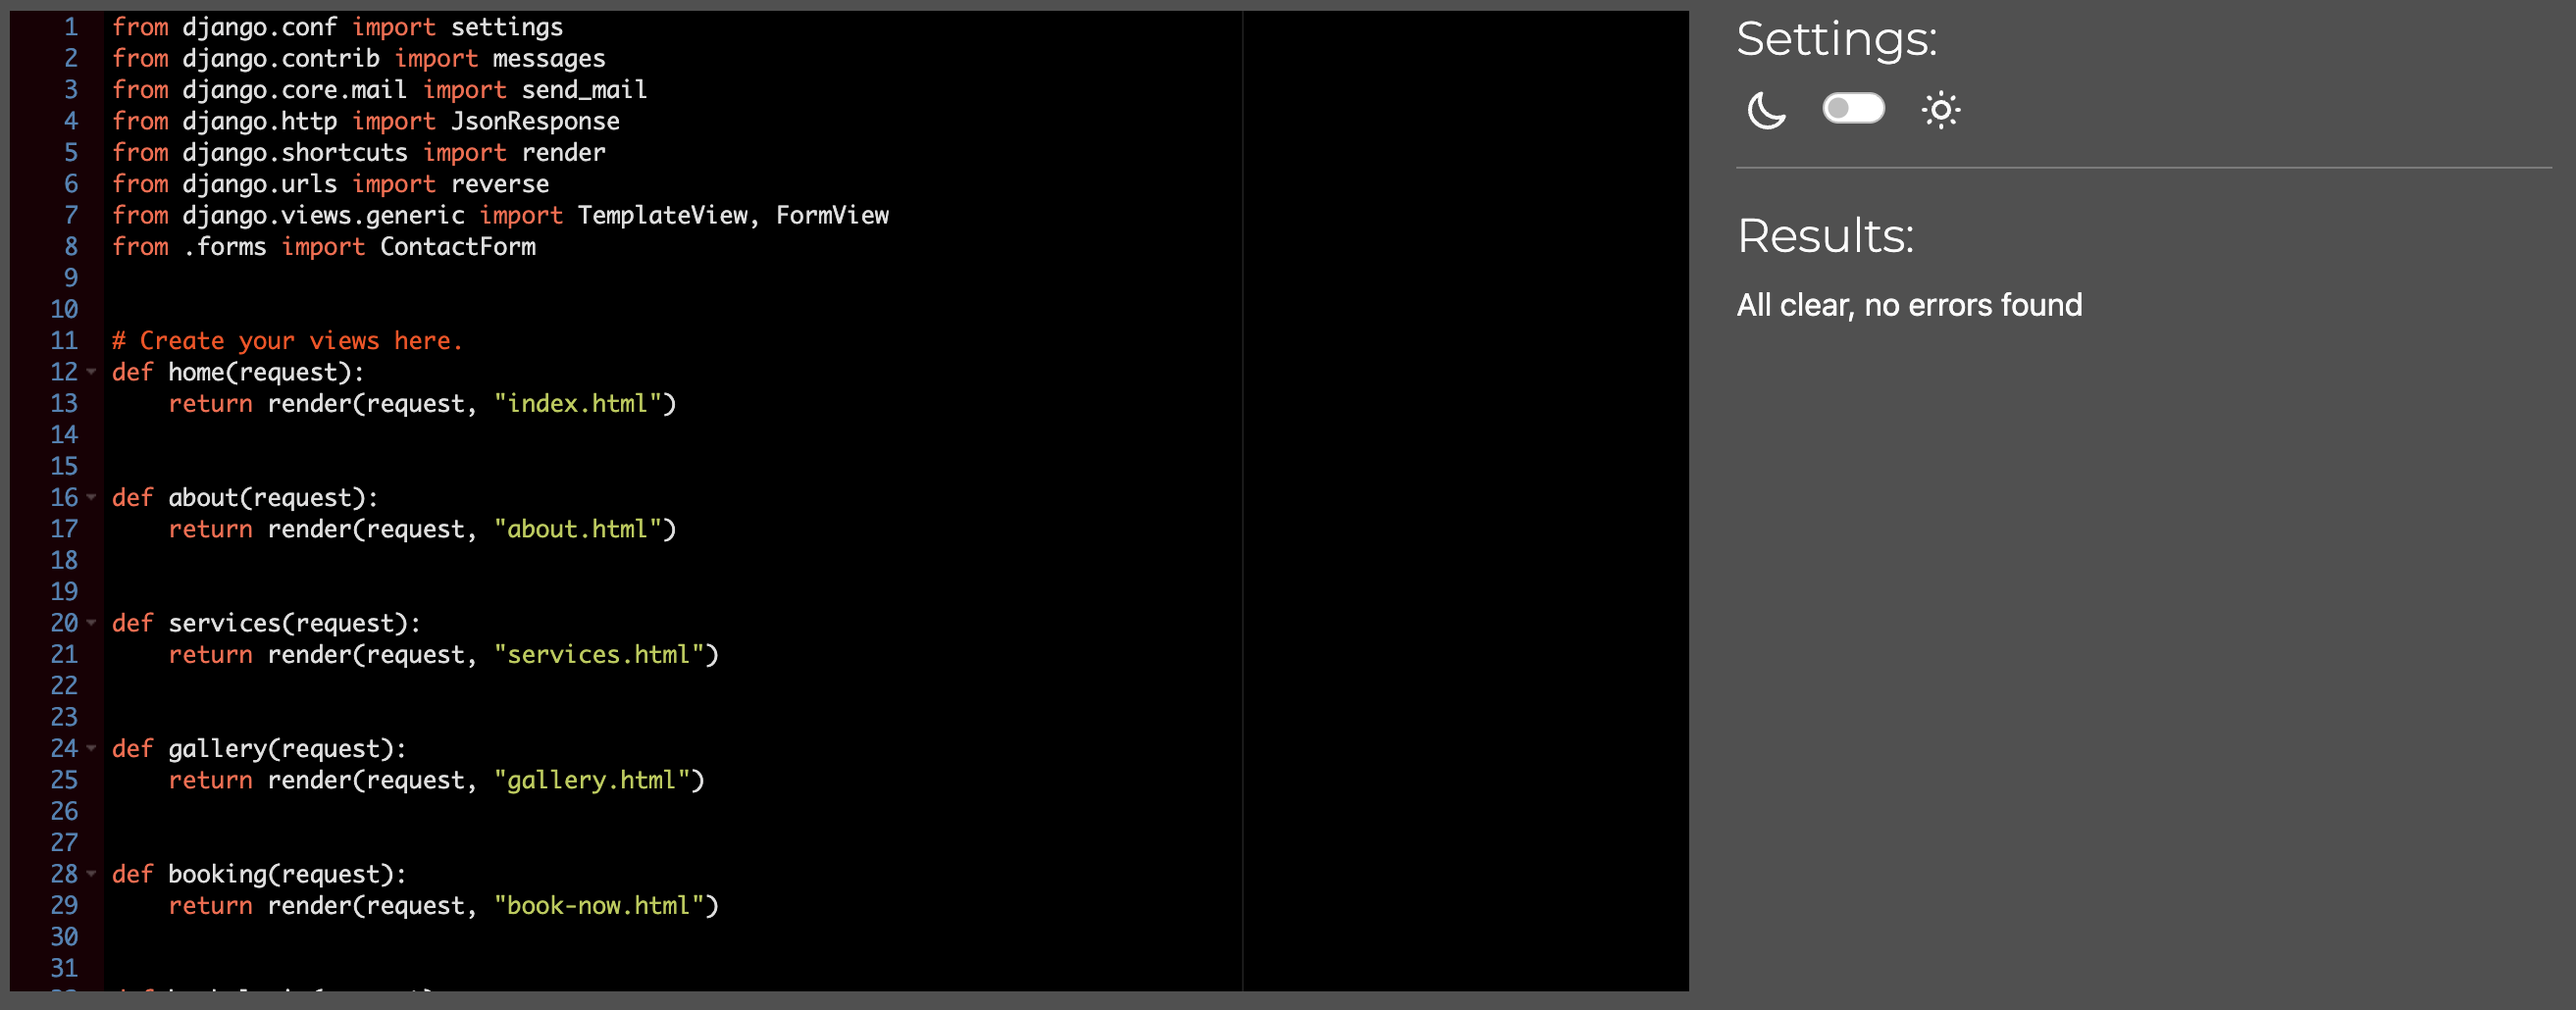 1 from django.conf import settings
2 from django.contrib import messages
3 from django.core.mail import send_mail
4 from django.http import JsonResponse
5 from django.shortcuts import render
6 from django.urls import reverse
7 from django.views.generic import TemplateView, FormView
8 from .forms import ContactForm
9
10
11 # Create your views here.
12 def home(request):
13     return render(request, "index.html")
14
15
16 def about(request):
17     return render(request, "about.html")
18
19
20 def services(request):
21     return render(request, "services.html")
22
23
24 def gallery(request):
25     return render(request, "gallery.html")
26
27
28 def booking(request):
29     return render(request, "book-now.html")
30
31
Settings:
Results:
All clear, no errors found